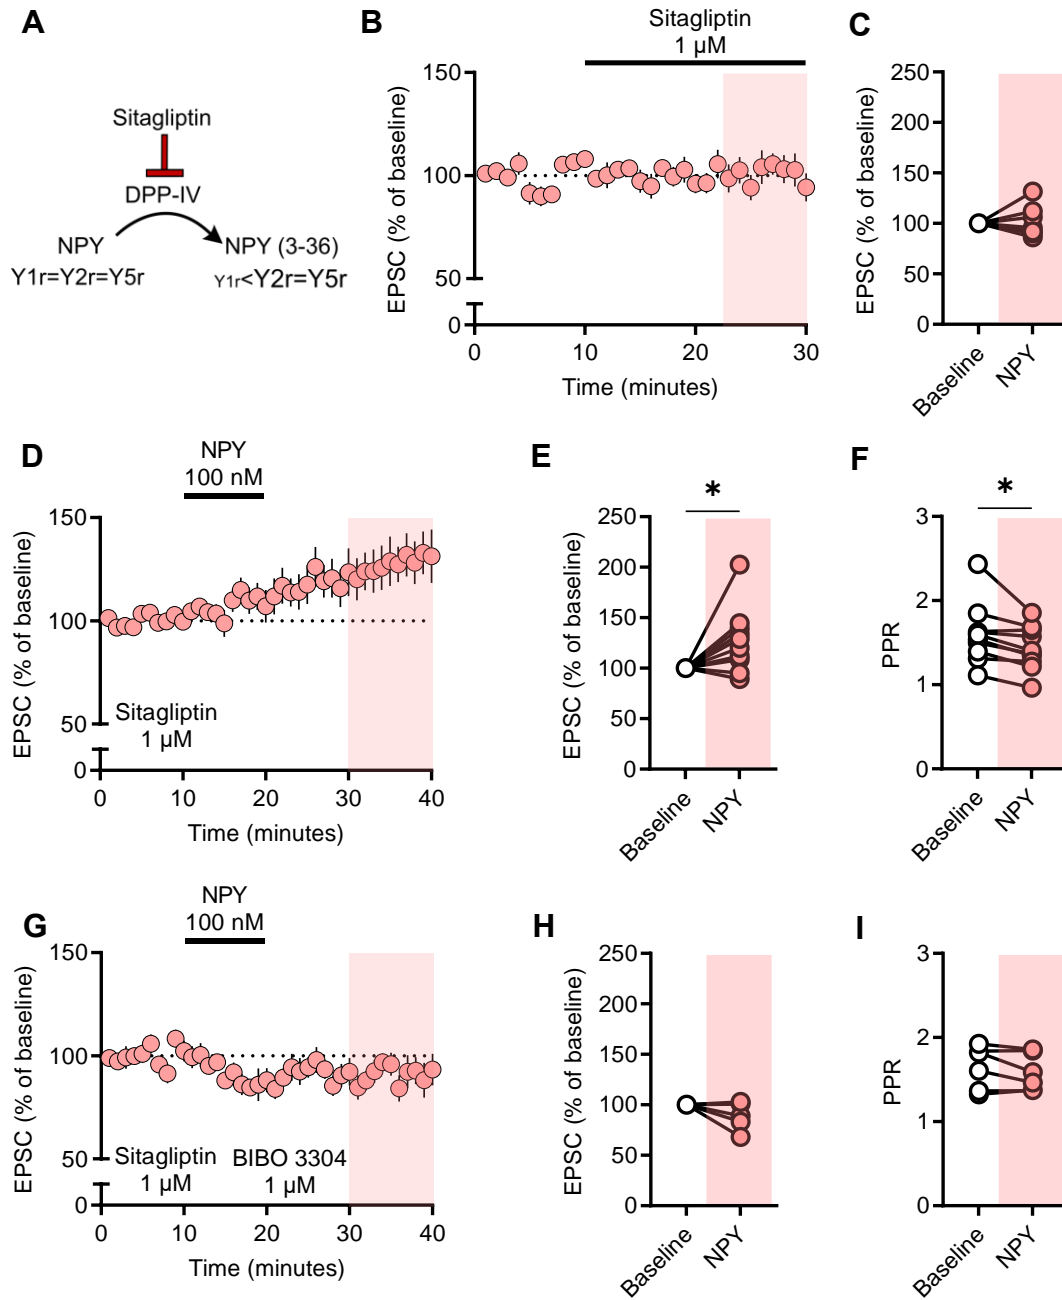 A
Sitagliptin
DPP-IV
NPY
NPY (3-36)
Y1r=Y2r=Y5r
Y1r<Y2r=Y5r
B
Sitagliptin
1 µM
EPSC (% of baseline)
150
100
50
0
0
10
20
30
Time (minutes)
C
EPSC (% of baseline)
250
200
150
100
50
0
Baseline
NPY
D
NPY
100 nM
EPSC (% of baseline)
150
100
50
0
Sitagliptin
1 µM
0
10
20
30
40
Time (minutes)
E
*
EPSC (% of baseline)
250
200
150
100
50
0
Baseline
NPY
F
*
PPR
3
2
1
0
Baseline
NPY
G
NPY
100 nM
EPSC (% of baseline)
150
100
50
0
Sitagliptin
1 µM
BIBO 3304
1 µM
0
10
20
30
40
Time (minutes)
H
EPSC (% of baseline)
250
200
150
100
50
0
Baseline
NPY
I
PPR
3
2
1
0
Baseline
NPY